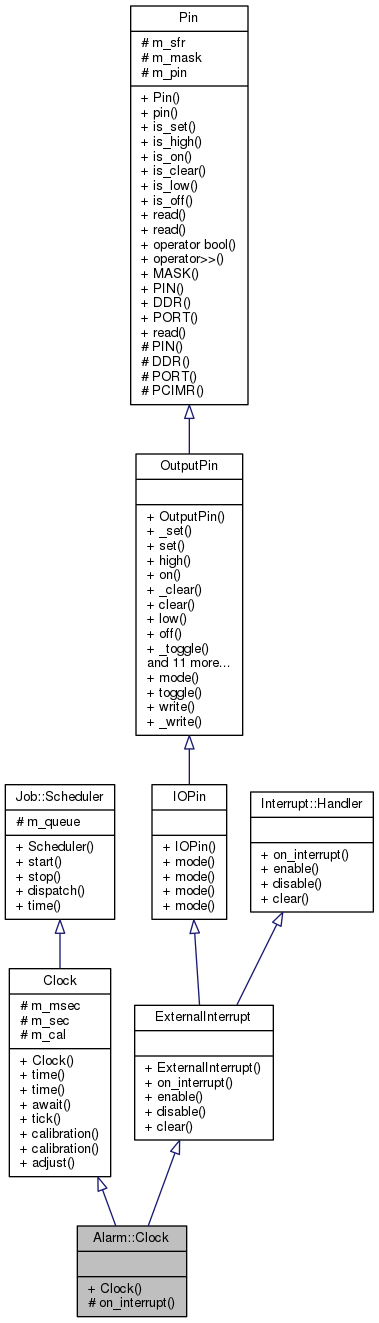 Pin
# m_sfr
# m_mask
# m_pin
+ Pin()
+ pin()
+ is_set()
+ is_high()
+ is_on()
+ is_clear()
+ is_low()
+ is_off()
+ read()
+ read()
+ operator bool()
+ operator>>()
+ MASK()
+ PIN()
+ DDR()
+ PORT()
+ read()
# PIN()
# DDR()
# PORT()
# PCIMR()
OutputPin
+ OutputPin()
+ _set()
+ set()
+ high()
+ on()
+ _clear()
+ clear()
+ low()
+ off()
+ _toggle()
and 11 more...
+ mode()
+ toggle()
+ write()
+ _write()
Job::Scheduler
# m_queue
+ Scheduler()
+ start()
+ stop()
+ dispatch()
+ time()
IOPin
+ IOPin()
+ mode()
+ mode()
+ mode()
+ mode()
Interrupt::Handler
+ on_interrupt()
+ enable()
+ disable()
+ clear()
Clock
# m_msec
# m_sec
# m_cal
+ Clock()
+ time()
+ time()
+ await()
+ tick()
+ calibration()
+ calibration()
+ adjust()
ExternalInterrupt
+ ExternalInterrupt()
+ on_interrupt()
+ enable()
+ disable()
+ clear()
Alarm::Clock
+ Clock()
# on_interrupt()